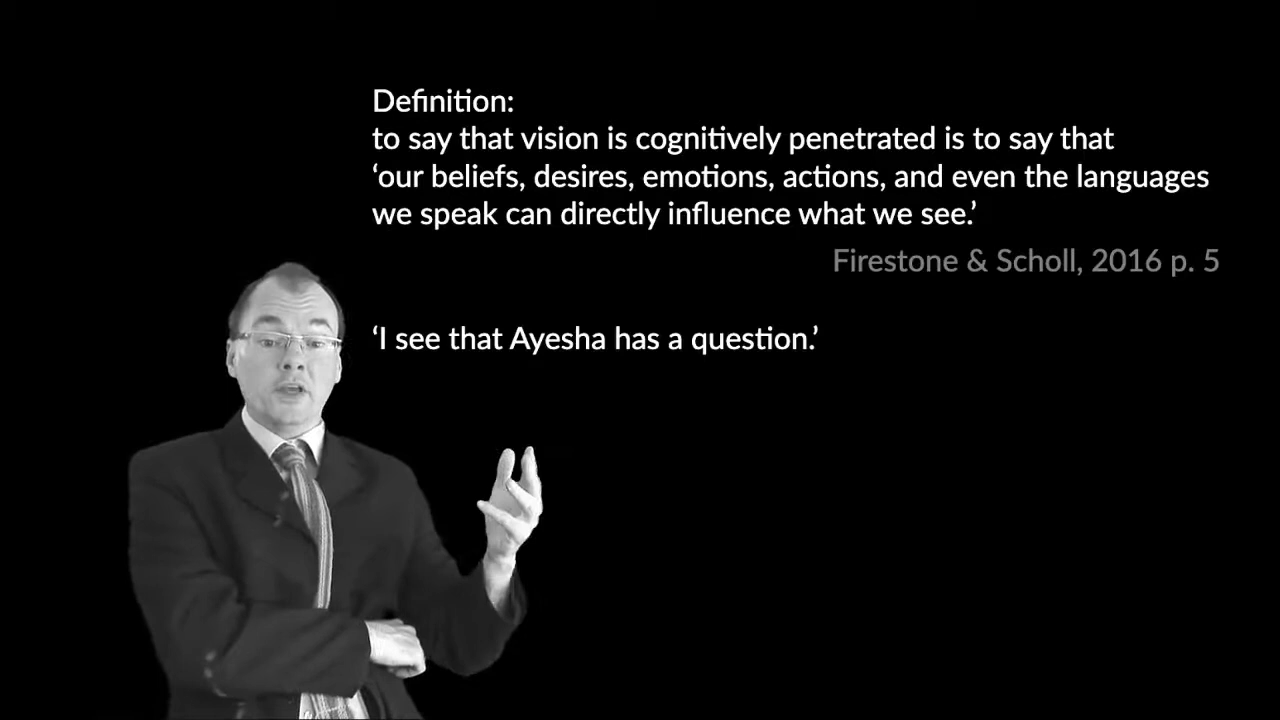 Definition:
to say that vision is cognitively penetrated is to say that
‘our beliefs, desires, emotions, actions, and even the languages
we speak can directly influence what we see.’
Firestone & Scholl, 2016 p. 5
‘I see that Ayesha has a question.’